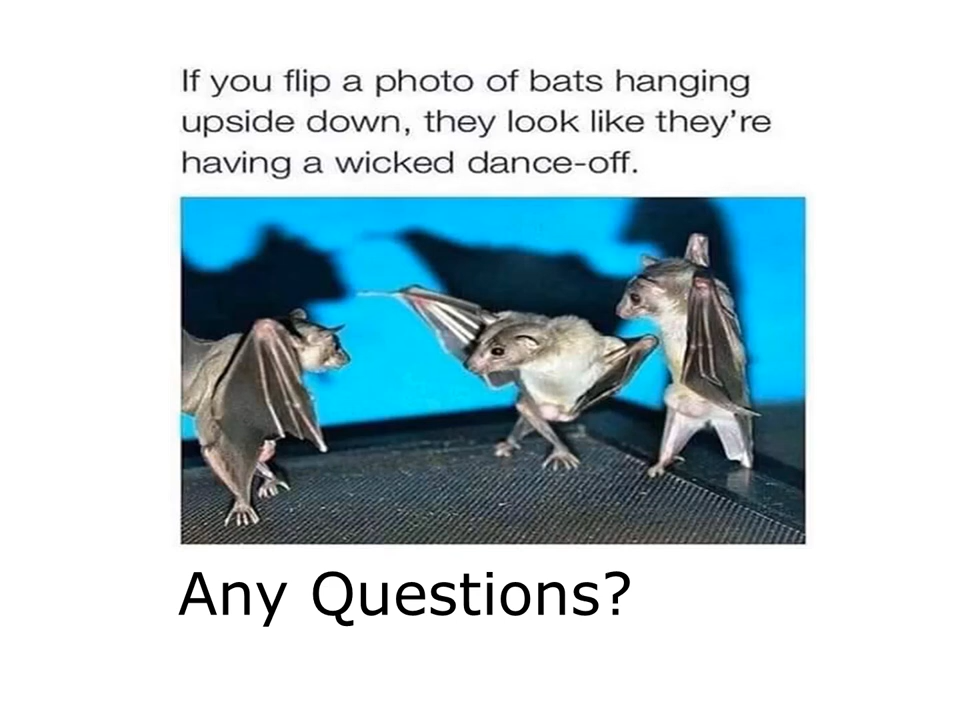 If you flip a photo of bats hanging
upside down, they look like they’re
having a wicked dance-off.
Any Questions?